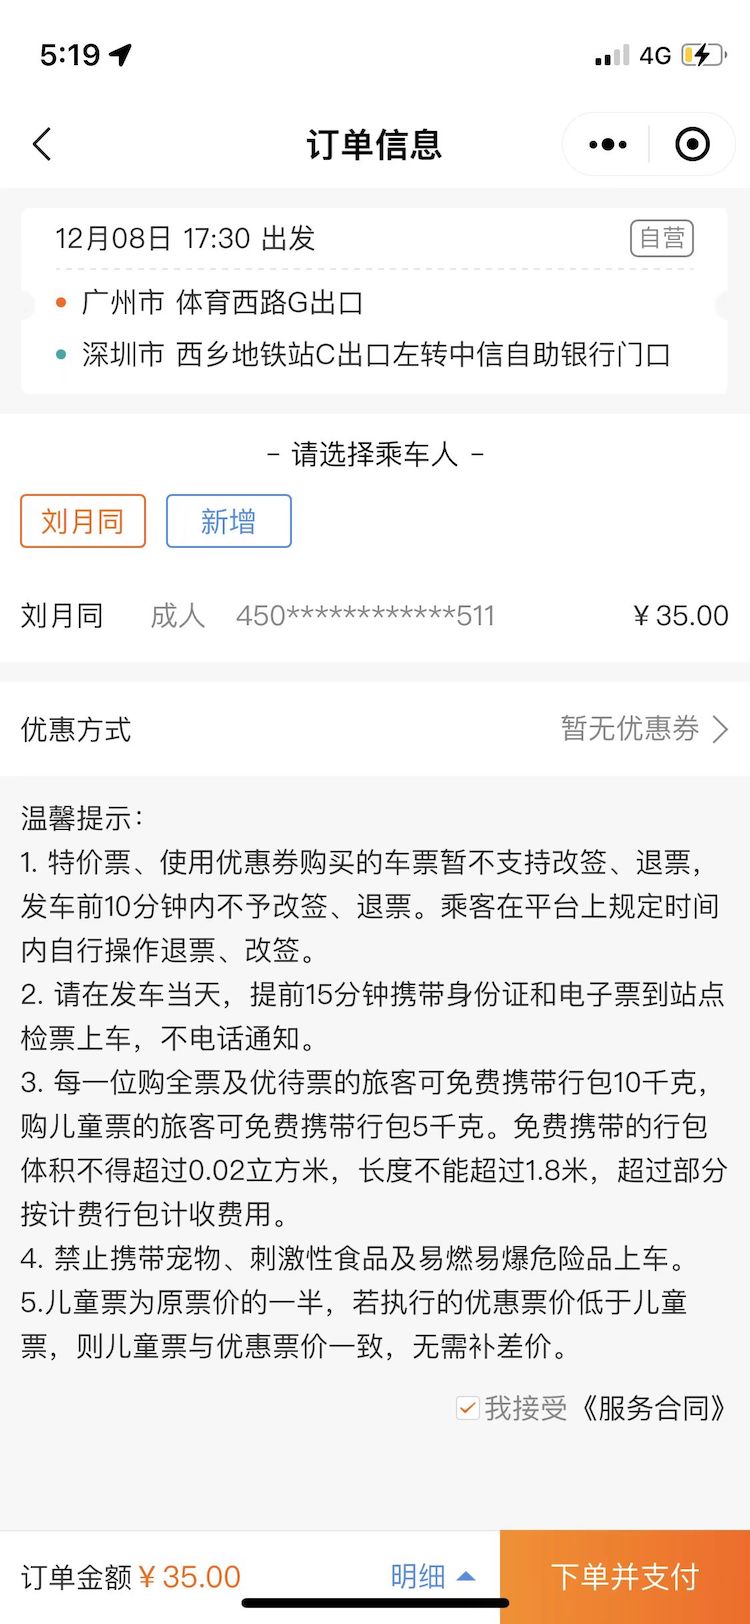 5:19
4G
订单信息
12月08日 17:30 出发
自营
广州市 体育西路G出口
深圳市 西乡地铁站C出口左转中信自助银行门口
- 请选择乘车人 -
刘月同
新增
刘月同 成人 450************511 ¥35.00
优惠方式 暂无优惠券
温馨提示：
1. 特价票、使用优惠券购买的车票暂不支持改签、退票，
发车前10分钟内不予改签、退票。乘客在平台上规定时间
内自行操作退票、改签。
2. 请在发车当天，提前15分钟携带身份证和电子票到站点
检票上车，不电话通知。
3. 每一位购全票及优待票的旅客可免费携带行包10千克，
购儿童票的旅客可免费携带行包5千克。免费携带的行包
体积不得超过0.02立方米，长度不能超过1.8米，超过部分
按计费行包计收费用。
4. 禁止携带宠物、刺激性食品及易燃易爆危险品上车。
5.儿童票为原票价的一半，若执行的优惠票价低于儿童
票，则儿童票与优惠票价一致，无需补差价。
我接受《服务合同》
订单金额 ¥35.00
明细
下单并支付